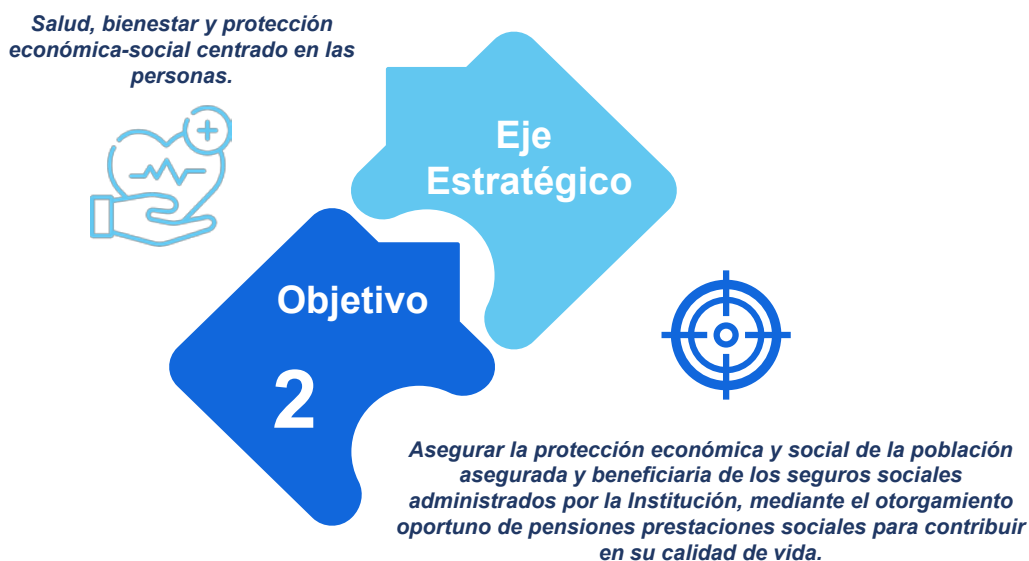 Salud, bienestar y protección
económica-social centrado en las
personas.
Eje
Estratégico
Objetivo
2
Asegurar la protección económica y social de la población
asegurada y beneficiaria de los seguros sociales
administrados por la Institución, mediante el otorgamiento
oportuno de pensiones prestaciones sociales para contribuir
en su calidad de vida.